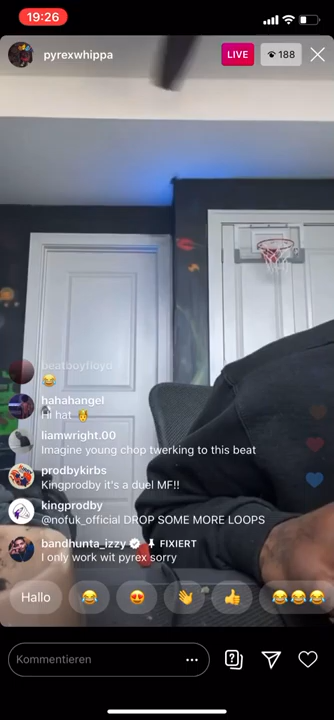 19:26
pyrexwhippa
LIVE
188
beatboyfloyd
😂
hahahangel
Hi hat 🤘
liamwright.00
Imagine young chop twerking to this beat
prodbykirbs
Kingprodby it's a duel MF!!
kingprodby
@nofuk_official DROP SOME MORE LOOPS
bandhunta_izzy FIXIERT
I only work wit pyrex sorry
Hallo 😂 😍 👋 👍 😂😂😂
Kommentieren